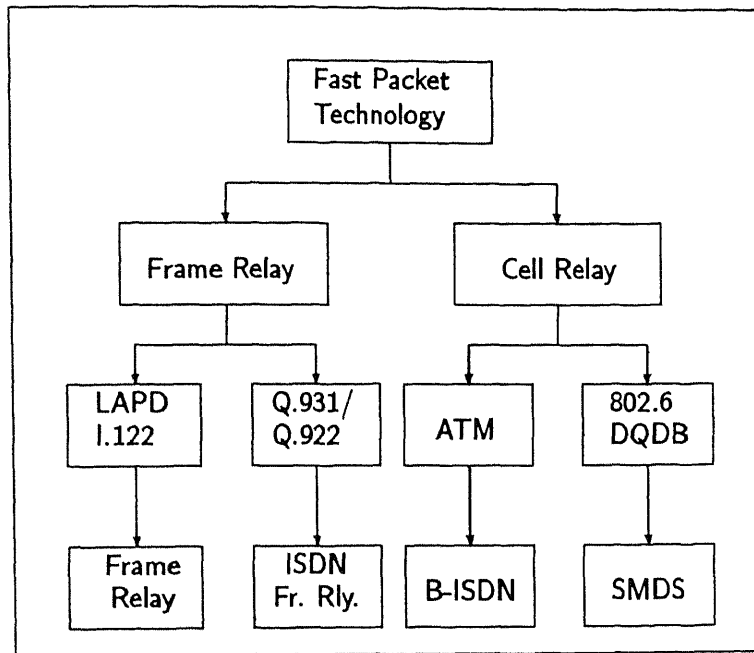 Fast Packet
Technology
Frame Relay
Cell Relay
LAPD
I.122
Q.931/
Q.922
ATM
802.6
DQDB
Frame
Relay
ISDN
Fr. Rly.
B-ISDN
SMDS